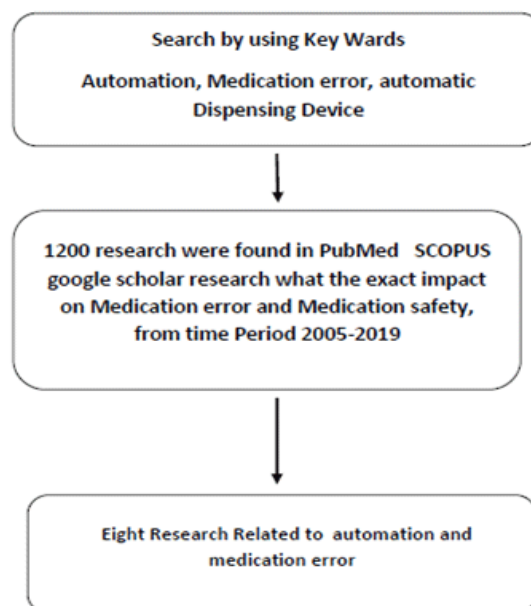 Search by using Key Wards
Automation, Medication error, automatic
Dispensing Device
1200 research were found in PubMed SCOPUS
google scholar research what the exact impact
on Medication error and Medication safety,
from time Period 2005-2019
Eight Research Related to automation and
medication error